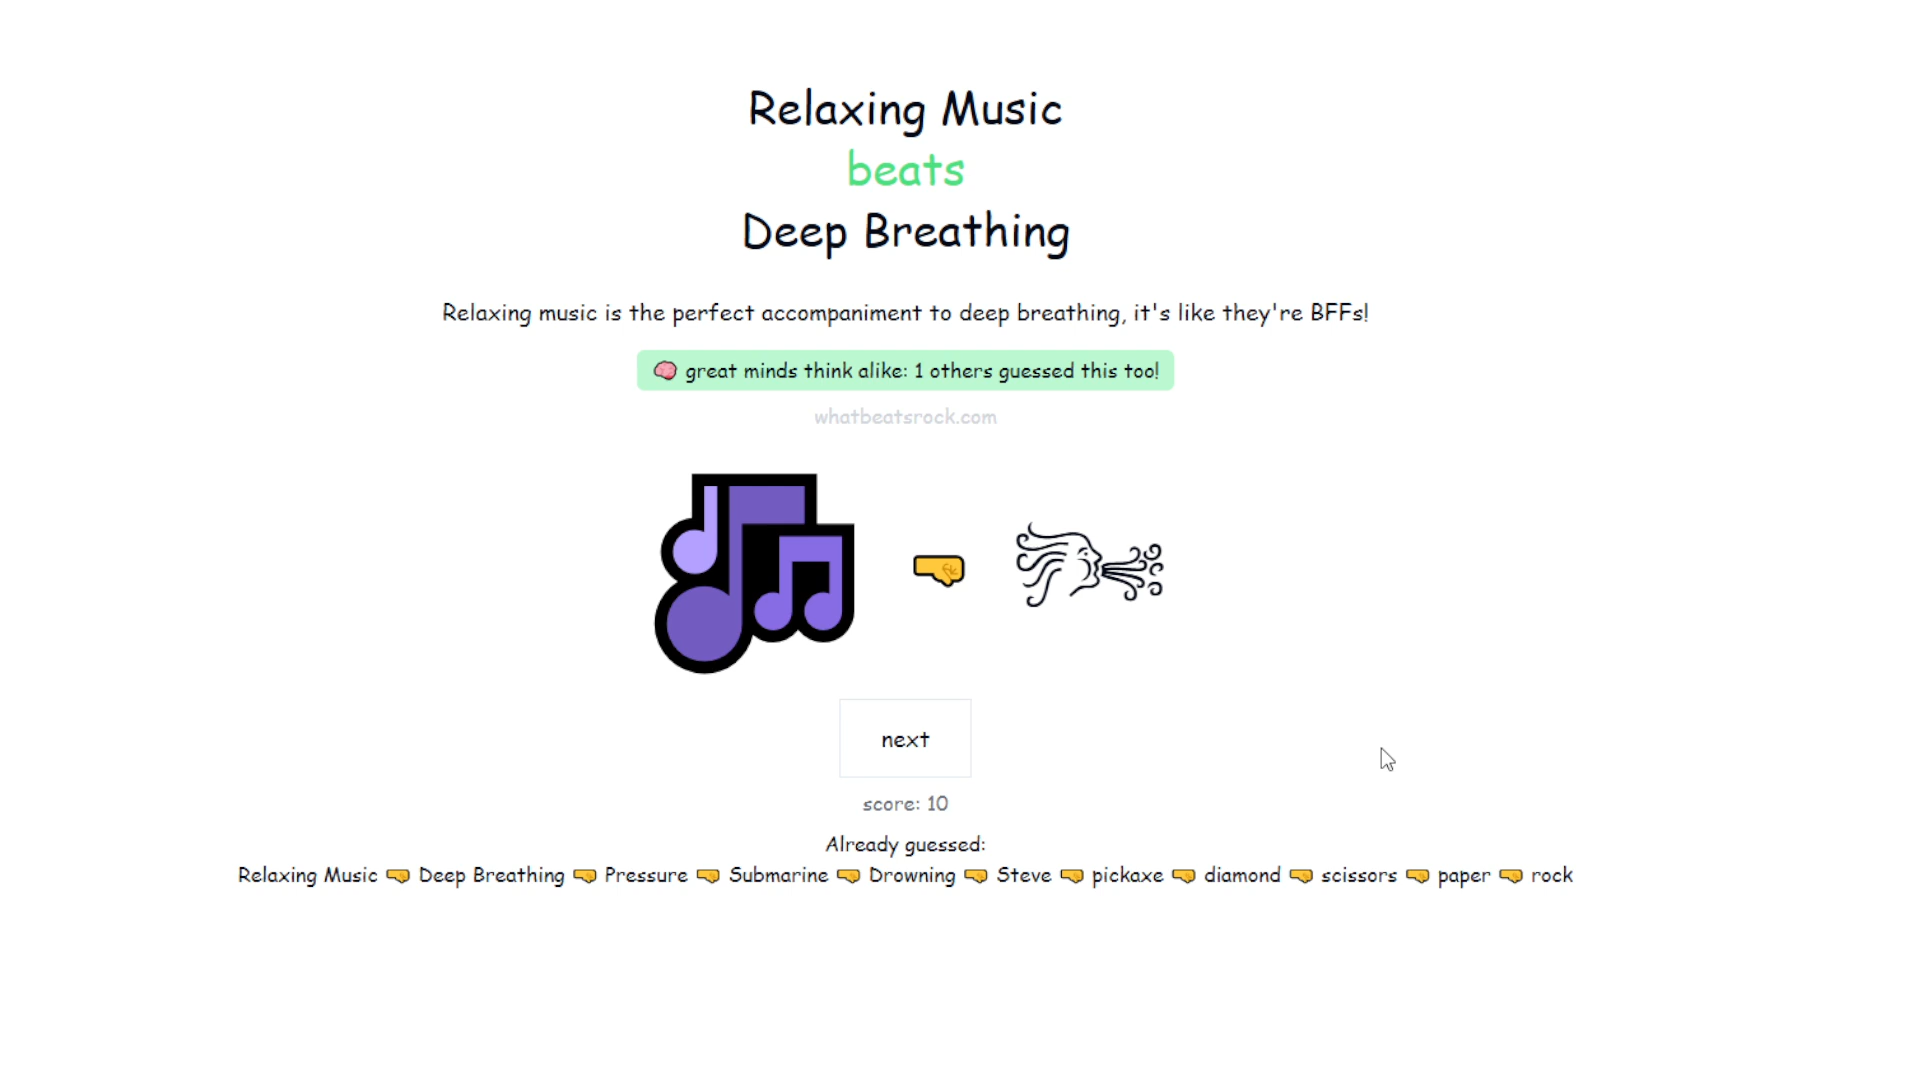 Relaxing Music
beats
Deep Breathing
Relaxing music is the perfect accompaniment to deep breathing, it's like they're BFFs!
🧠 great minds think alike: 1 others guessed this too!
whatbeatsrock.com
next
score: 10
Already guessed:
Relaxing Music 🤜 Deep Breathing 🤜 Pressure 🤜 Submarine 🤜 Drowning 🤜 Steve 🤜 pickaxe 🤜 diamond 🤜 scissors 🤜 paper 🤜 rock